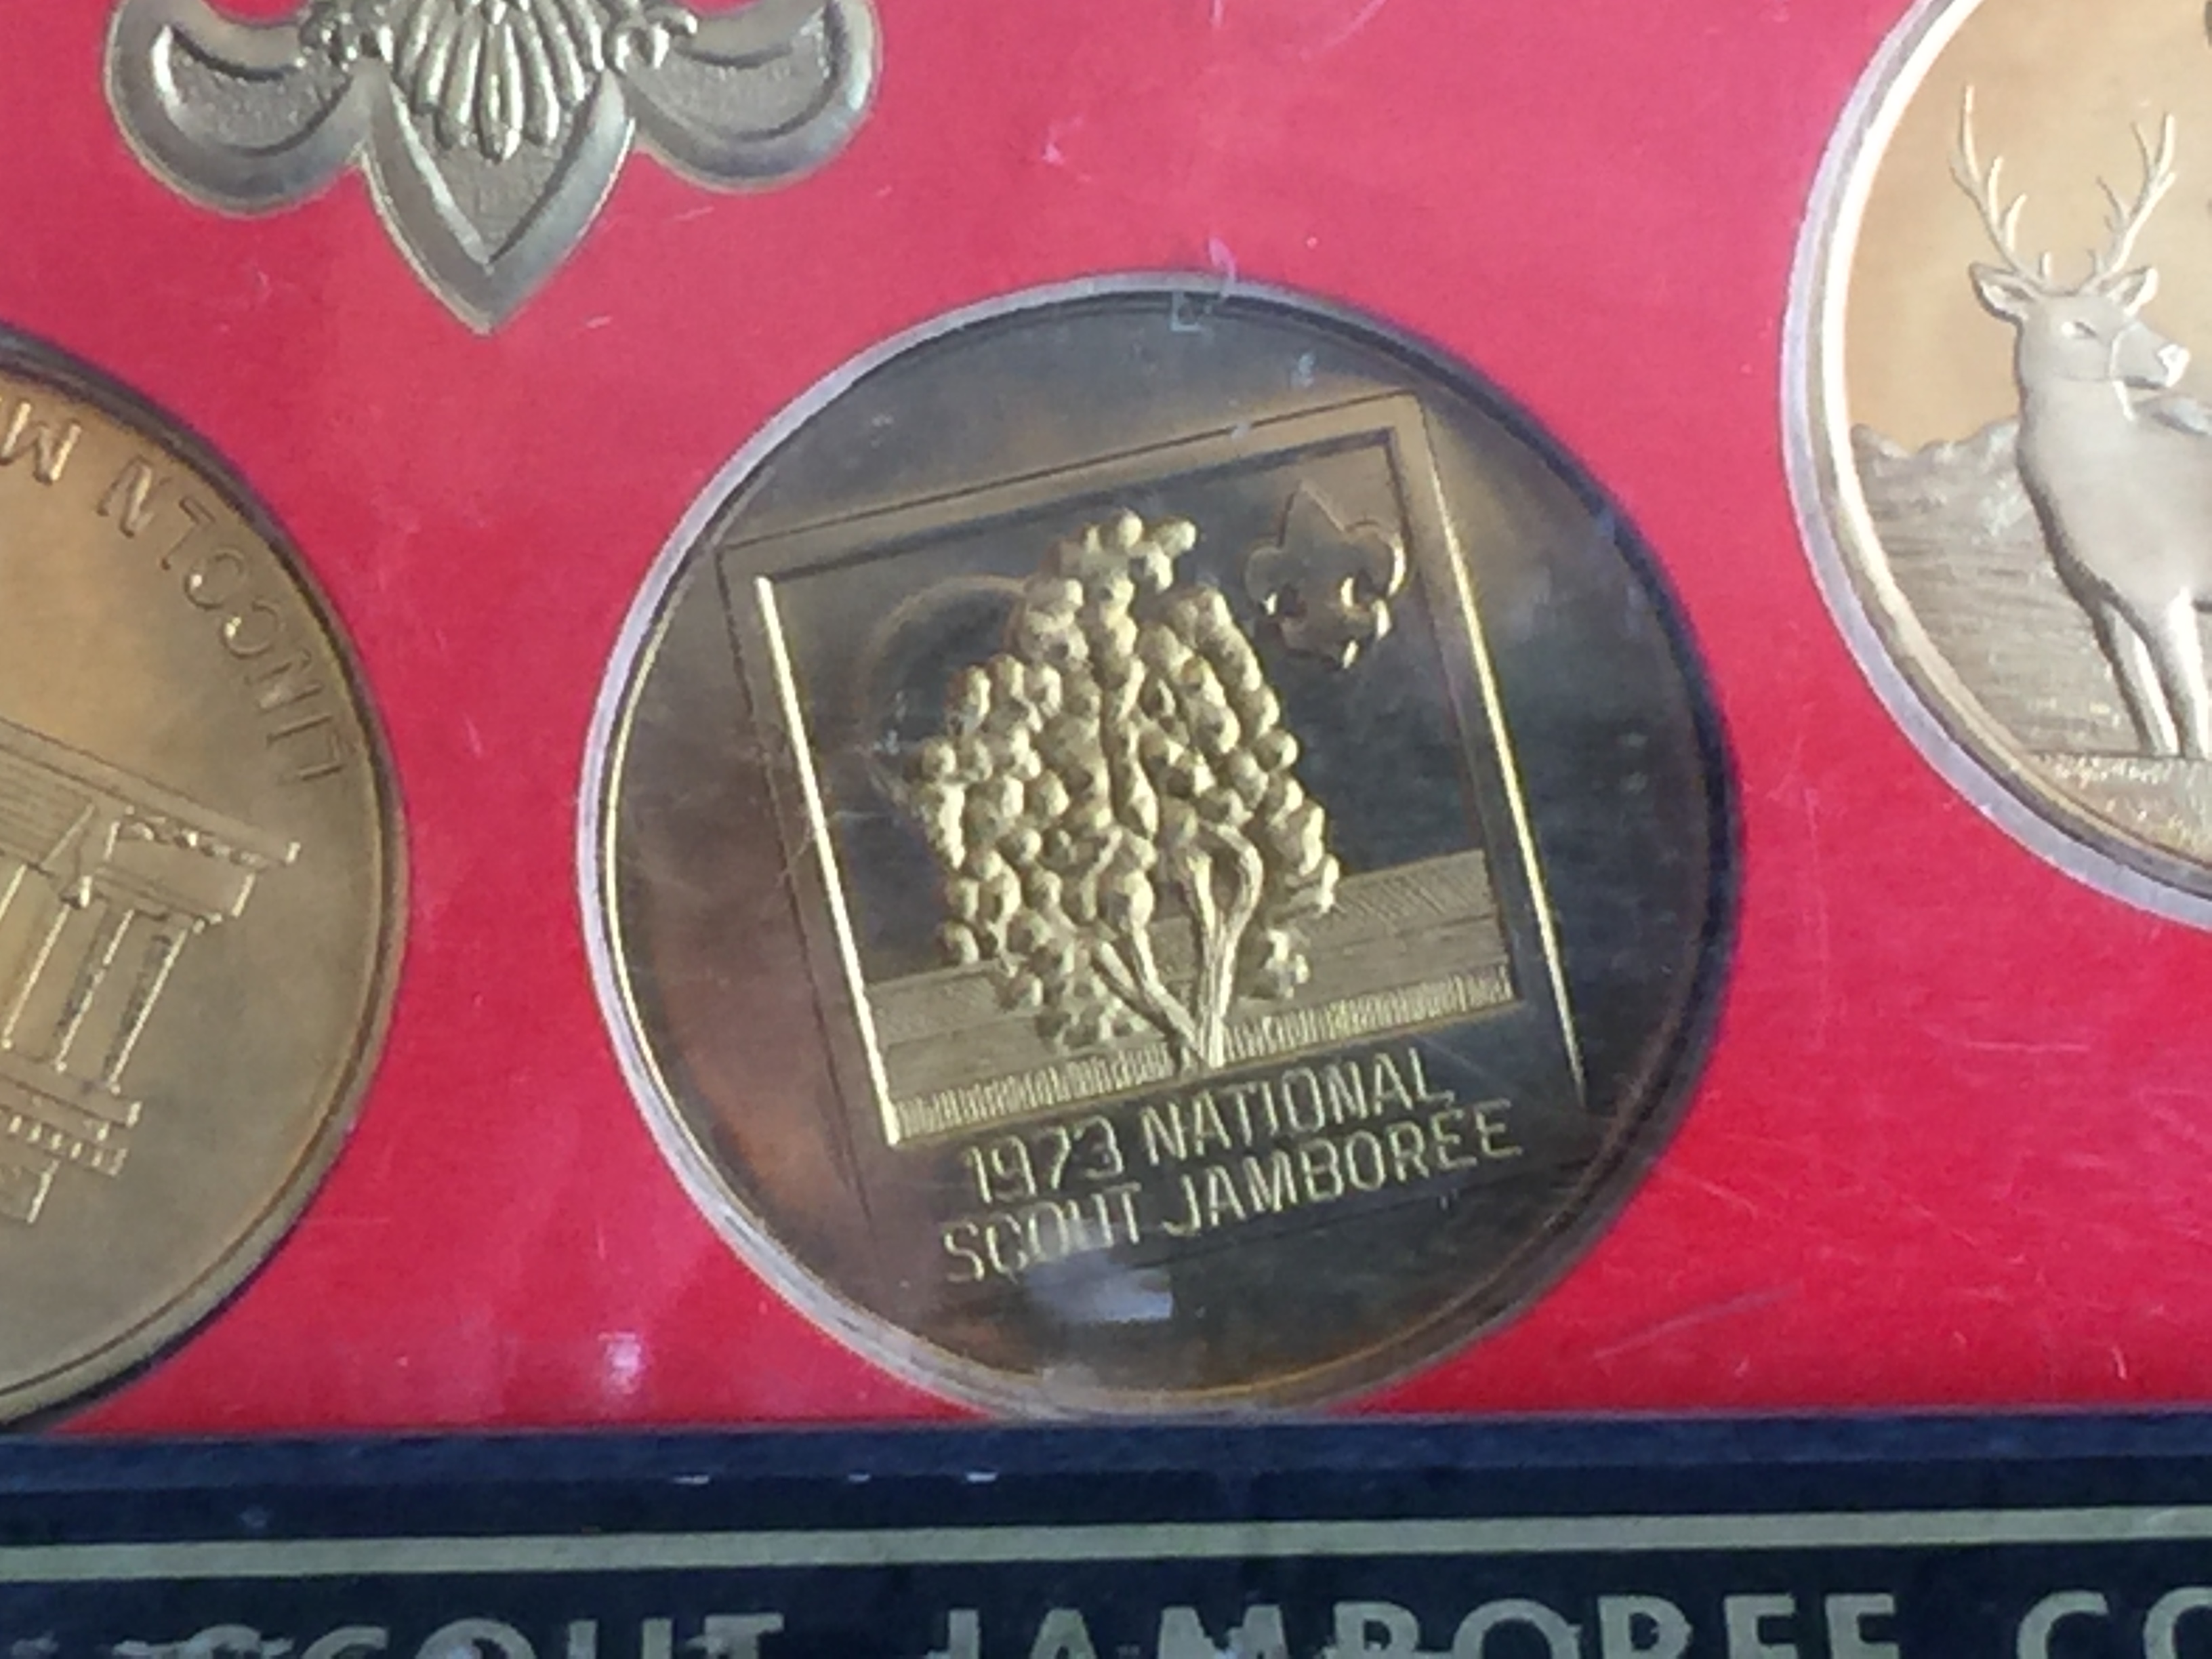 LINCOLN M
1973 NATIONAL
SCOUT JAMBOREE
SCOUT JAMBOREE CO